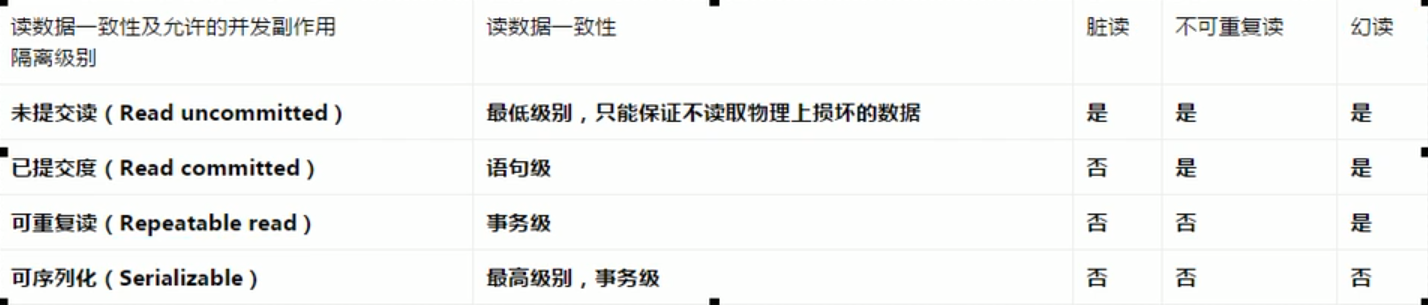 读数据一致性及允许的并发副作用 读数据一致性 脏读 不可重复读 幻读
隔离级别
未提交读（Read uncommitted） 最低级别，只能保证不读取物理上损坏的数据 是 是 是
已提交度（Read committed） 语句级 否 是 是
可重复读（Repeatable read） 事务级 否 否 是
可序列化（Serializable） 最高级别，事务级 否 否 否